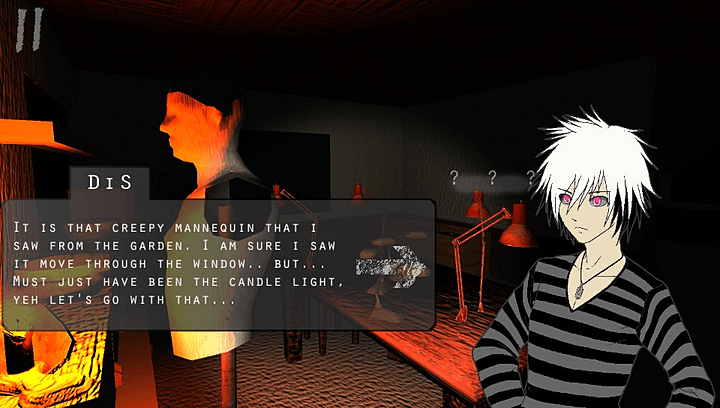 DiS
? ? ?
It is that creepy mannequin that I
saw from the garden. I am sure I saw
it move through the window.. but...
Must just have been the candle light,
yeh let's go with that...